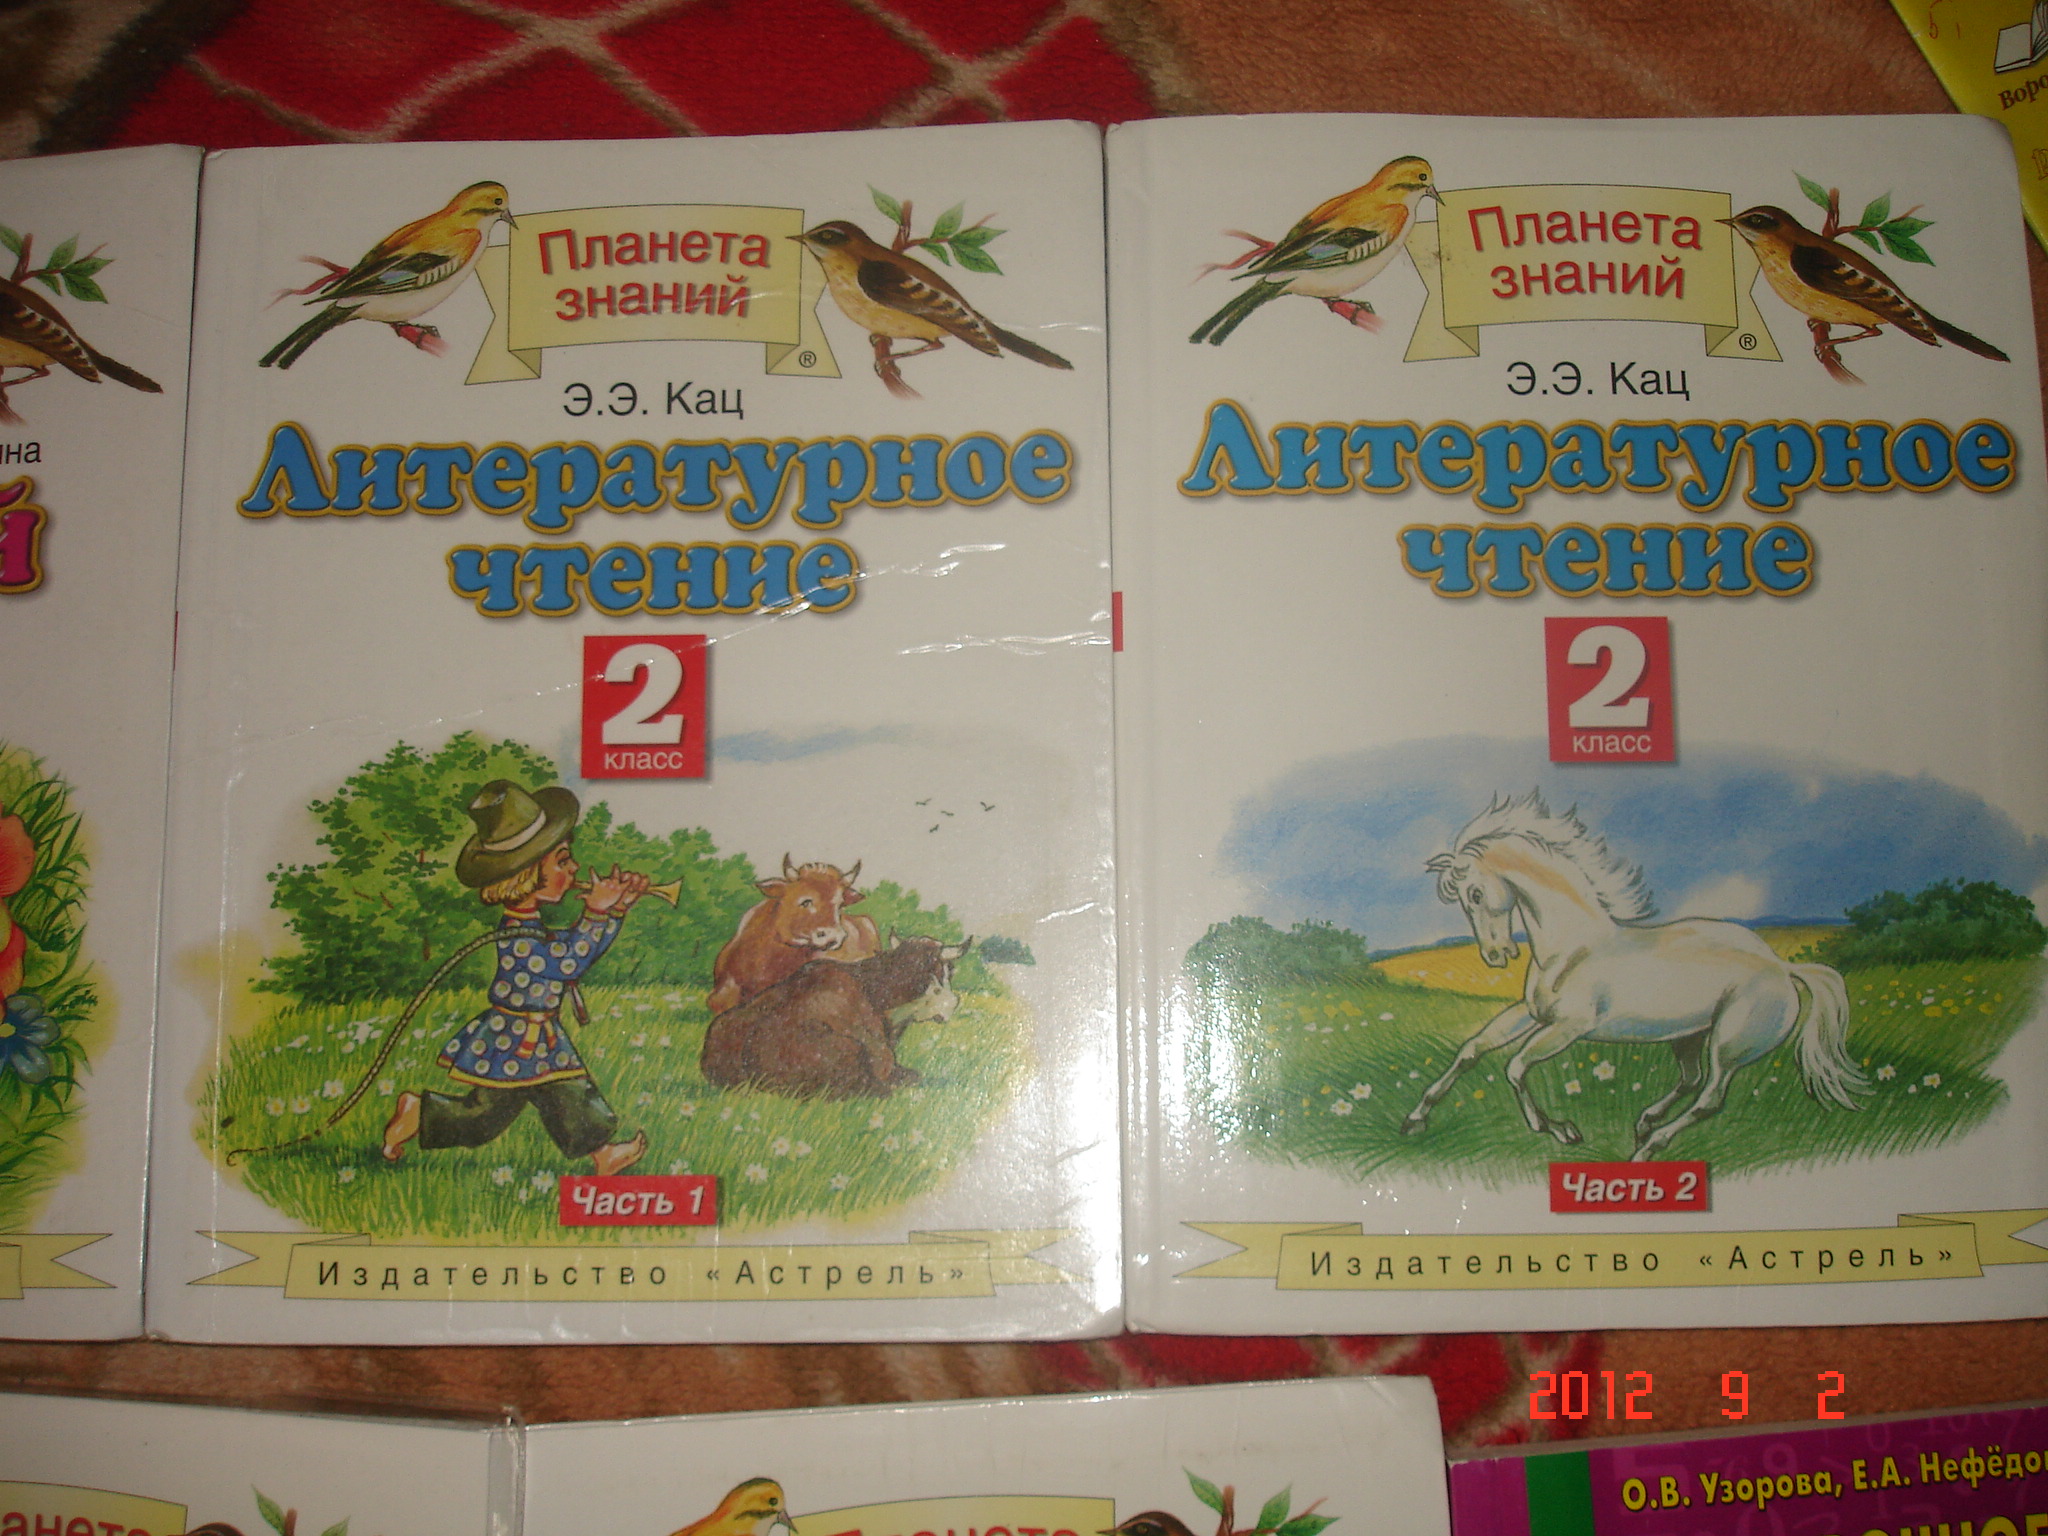 Планета
знаний
®
Э.Э. Кац
Литературное
чтение
2
класс
Часть 1
Издательство «Астрель»
Планета
знаний
®
Э.Э. Кац
Литературное
чтение
2
класс
Часть 2
Издательство «Астрель»
2012 9 2
О.В. Узорова, Е.А. Нефёдо